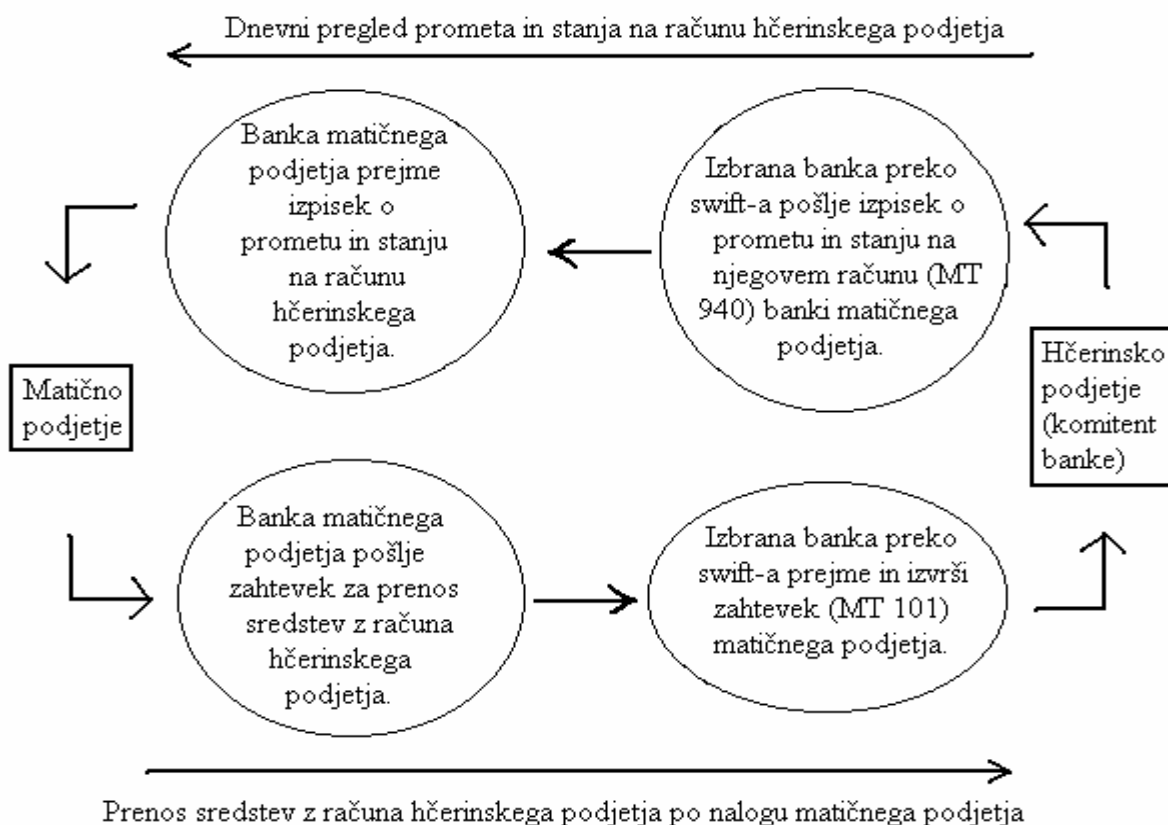 Dnevni pregled prometa in stanja na računu hčerinskega podjetja
Banka matičnega
podjetja prejme
izpisek o
prometu in stanju
na računu
hčerinskega
podjetja.
Izbrana banka preko
swift-a pošlje izpisek o
prometu in stanju na
njegovem računu (MT
940) banki matičnega
podjetja.
Matično
podjetje
Hčerinsko
podjetje
(komitent
banke)
Banka matičnega
podjetja pošlje
zahtevek za prenos
sredstev z računa
hčerinskega
podjetja.
Izbrana banka preko
swift-a prejme in izvrši
zahtevek (MT 101)
matičnega podjetja.
Prenos sredstev z računa hčerinskega podjetja po nalogu matičnega podjetja